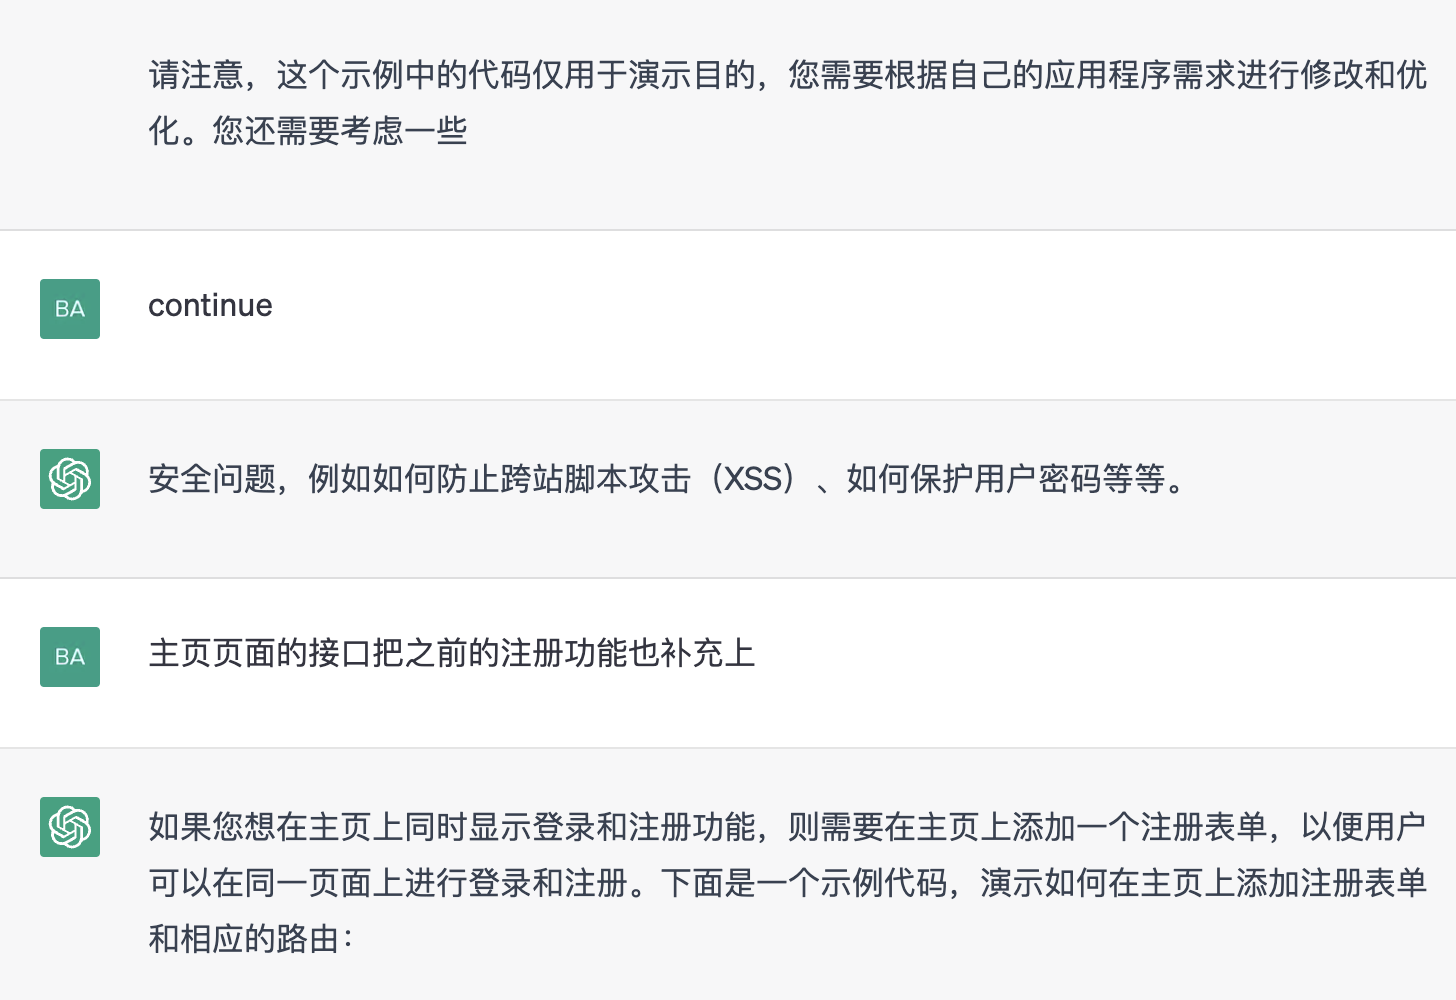 请注意，这个示例中的代码仅用于演示目的，您需要根据自己的应用程序需求进行修改和优
化。您还需要考虑一些
BA
continue
安全问题，例如如何防止跨站脚本攻击（XSS）、如何保护用户密码等等。
BA
主页页面的接口把之前的注册功能也补充上
如果您想在主页上同时显示登录和注册功能，则需要在主页上添加一个注册表单，以便用户
可以在同一页面上进行登录和注册。下面是一个示例代码，演示如何在主页上添加注册表单
和相应的路由：